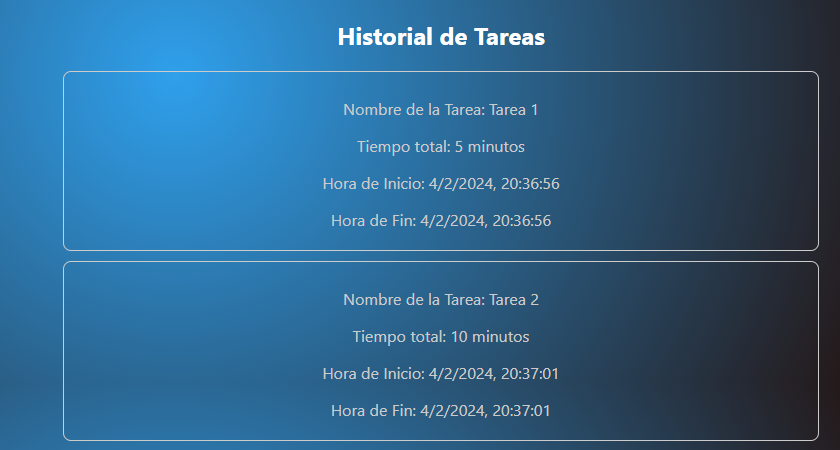 Historial de Tareas
Nombre de la Tarea: Tarea 1
Tiempo total: 5 minutos
Hora de Inicio: 4/2/2024, 20:36:56
Hora de Fin: 4/2/2024, 20:36:56
Nombre de la Tarea: Tarea 2
Tiempo total: 10 minutos
Hora de Inicio: 4/2/2024, 20:37:01
Hora de Fin: 4/2/2024, 20:37:01